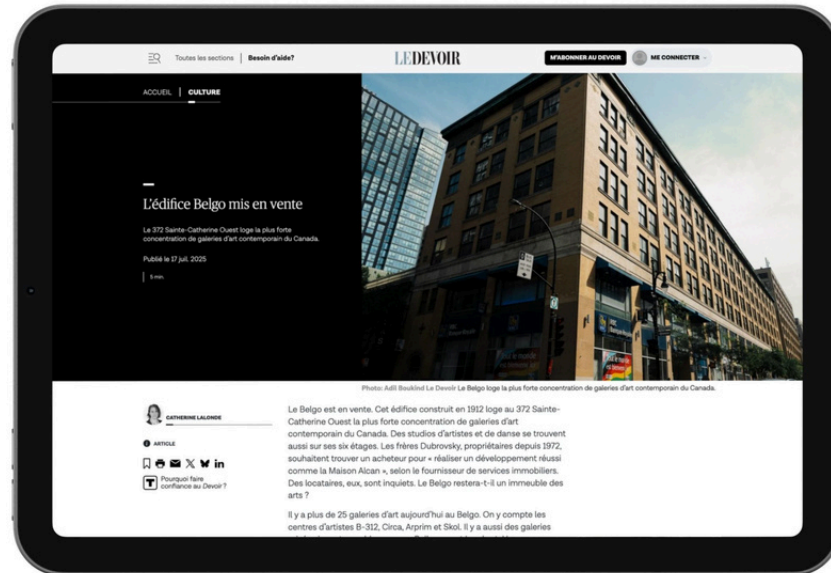 Toutes les sections | Besoin d'aide?
LE DEVOIR
M'ABONNER AU DEVOIR
ME CONNECTER
ACCUEIL | CULTURE
L'édifice Belgo mis en vente
Le 372 Sainte-Catherine Ouest loge la plus forte
concentration de galeries d'art contemporain du Canada.
Publié le 17 juil. 2025
5 min.
RBC
Photo: Adil Boukind Le Devoir Le Belgo loge la plus forte concentration de galeries d'art contemporain du Canada.
CATHERINE LALONDE
ARTICLE
Pourquoi faire
confiance au Devoir ?
Le Belgo est en vente. Cet édifice construit en 1912 loge au 372 Sainte-
Catherine Ouest la plus forte concentration de galeries d'art
contemporain du Canada. Des studios d'artistes et de danse se trouvent
aussi sur ses six étages. Les frères Dubrovsky, propriétaires depuis 1972,
souhaitent trouver un acheteur pour « réaliser un développement réussi
comme la Maison Alcan », selon le fournisseur de services immobiliers.
Des locataires, eux, sont inquiets. Le Belgo restera-t-il un immeuble des
arts ?
Il y a plus de 25 galeries d'art aujourd'hui au Belgo. On y compte les
centres d'artistes B-312, Circa, Arprim et Skol. Il y a aussi des galeries